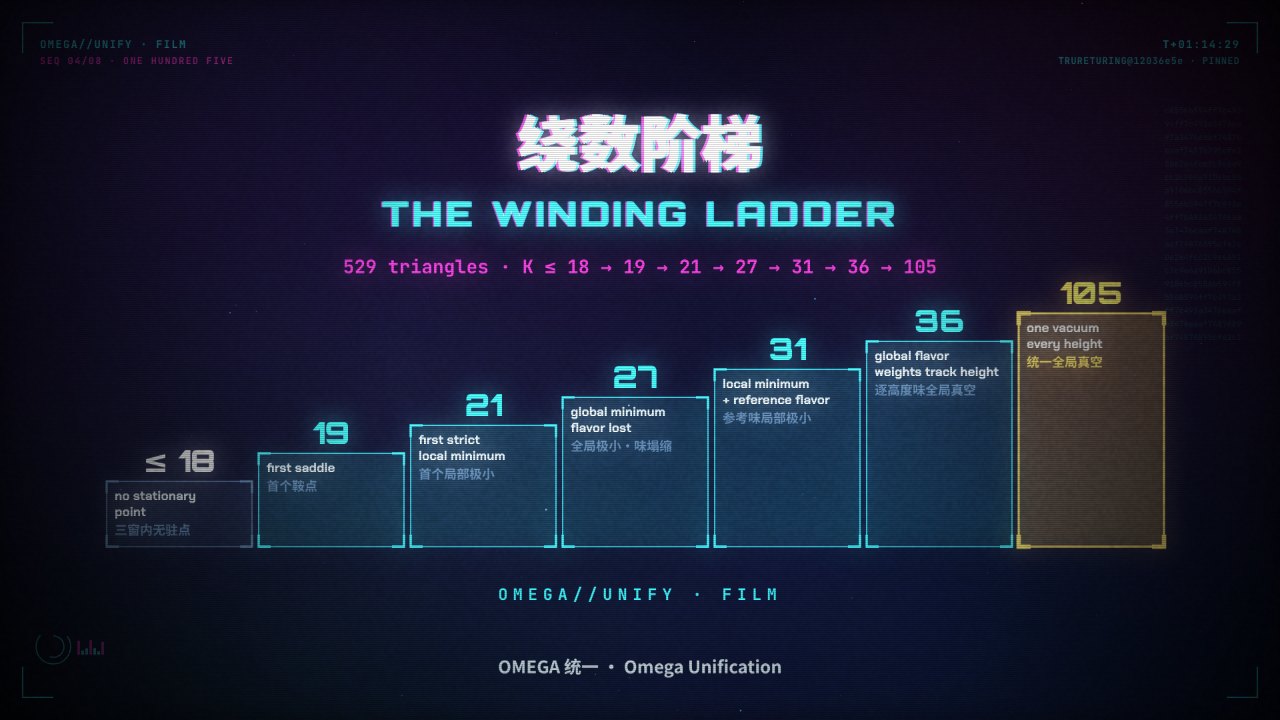 OMEGA//UNIFY · FILM
SEQ 04/08 · ONE HUNDRED FIVE
T+01:14:29
TRURETURING@12036e5e · PINNED
绕数阶梯
THE WINDING LADDER
529 triangles · K ≤ 18 → 19 → 21 → 27 → 31 → 36 → 105
≤ 18
no stationary
point
三窗内无驻点
19
first saddle
首个鞍点
21
first strict
local minimum
首个局部极小
27
global minimum
flavor lost
全局极小·味塌缩
31
local minimum
+ reference flavor
参考味局部极小
36
global flavor
weights track height
逐高度味全局真空
105
one vacuum
every height
统一全局真空
OMEGA//UNIFY · FILM
OMEGA 统一 · Omega Unification